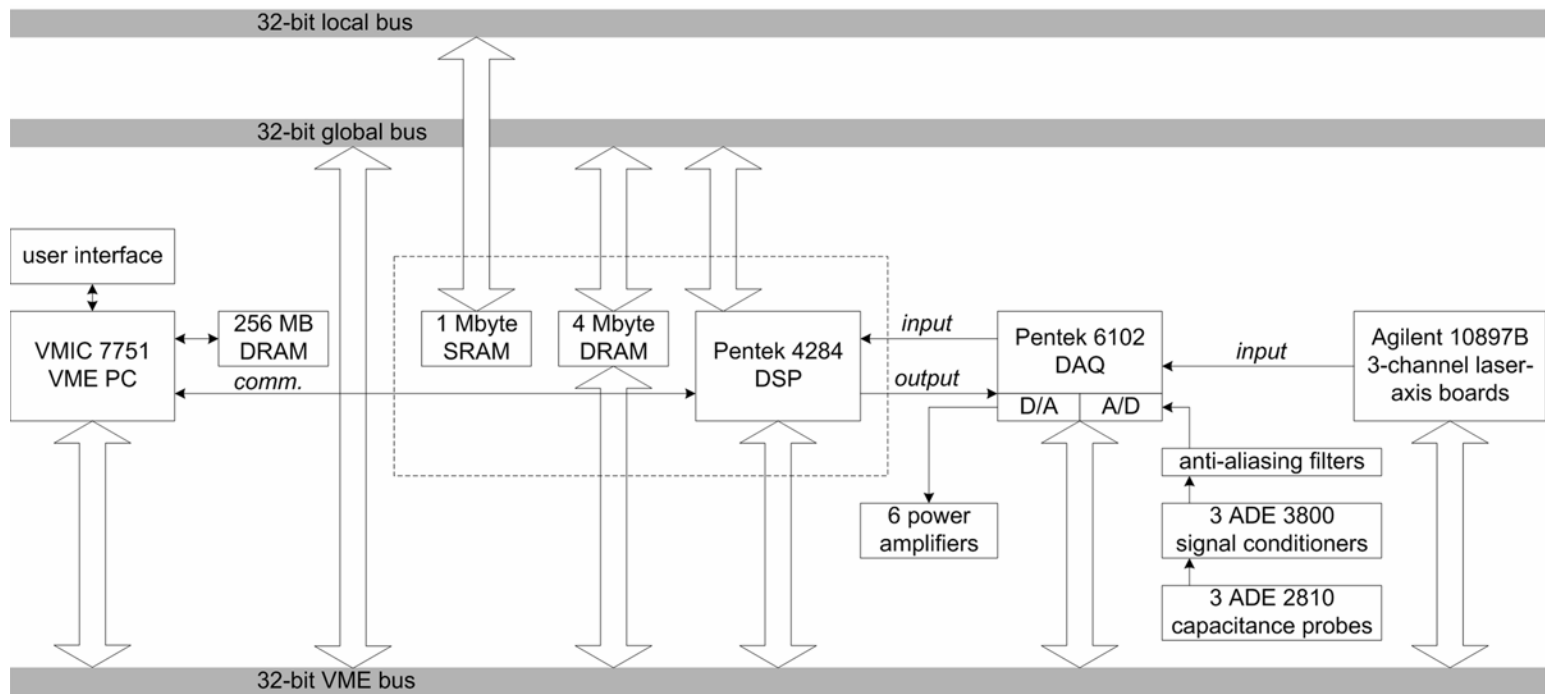 32-bit local bus
32-bit global bus
user interface
VMIC 7751
VME PC
256 MB
DRAM
comm.
1 Mbyte
SRAM
4 Mbyte
DRAM
Pentek 4284
DSP
input
output
Pentek 6102
DAQ
D/A
A/D
input
Agilent 10897B
3-channel laser-
axis boards
6 power
amplifiers
anti-aliasing filters
3 ADE 3800
signal conditioners
3 ADE 2810
capacitance probes
32-bit VME bus